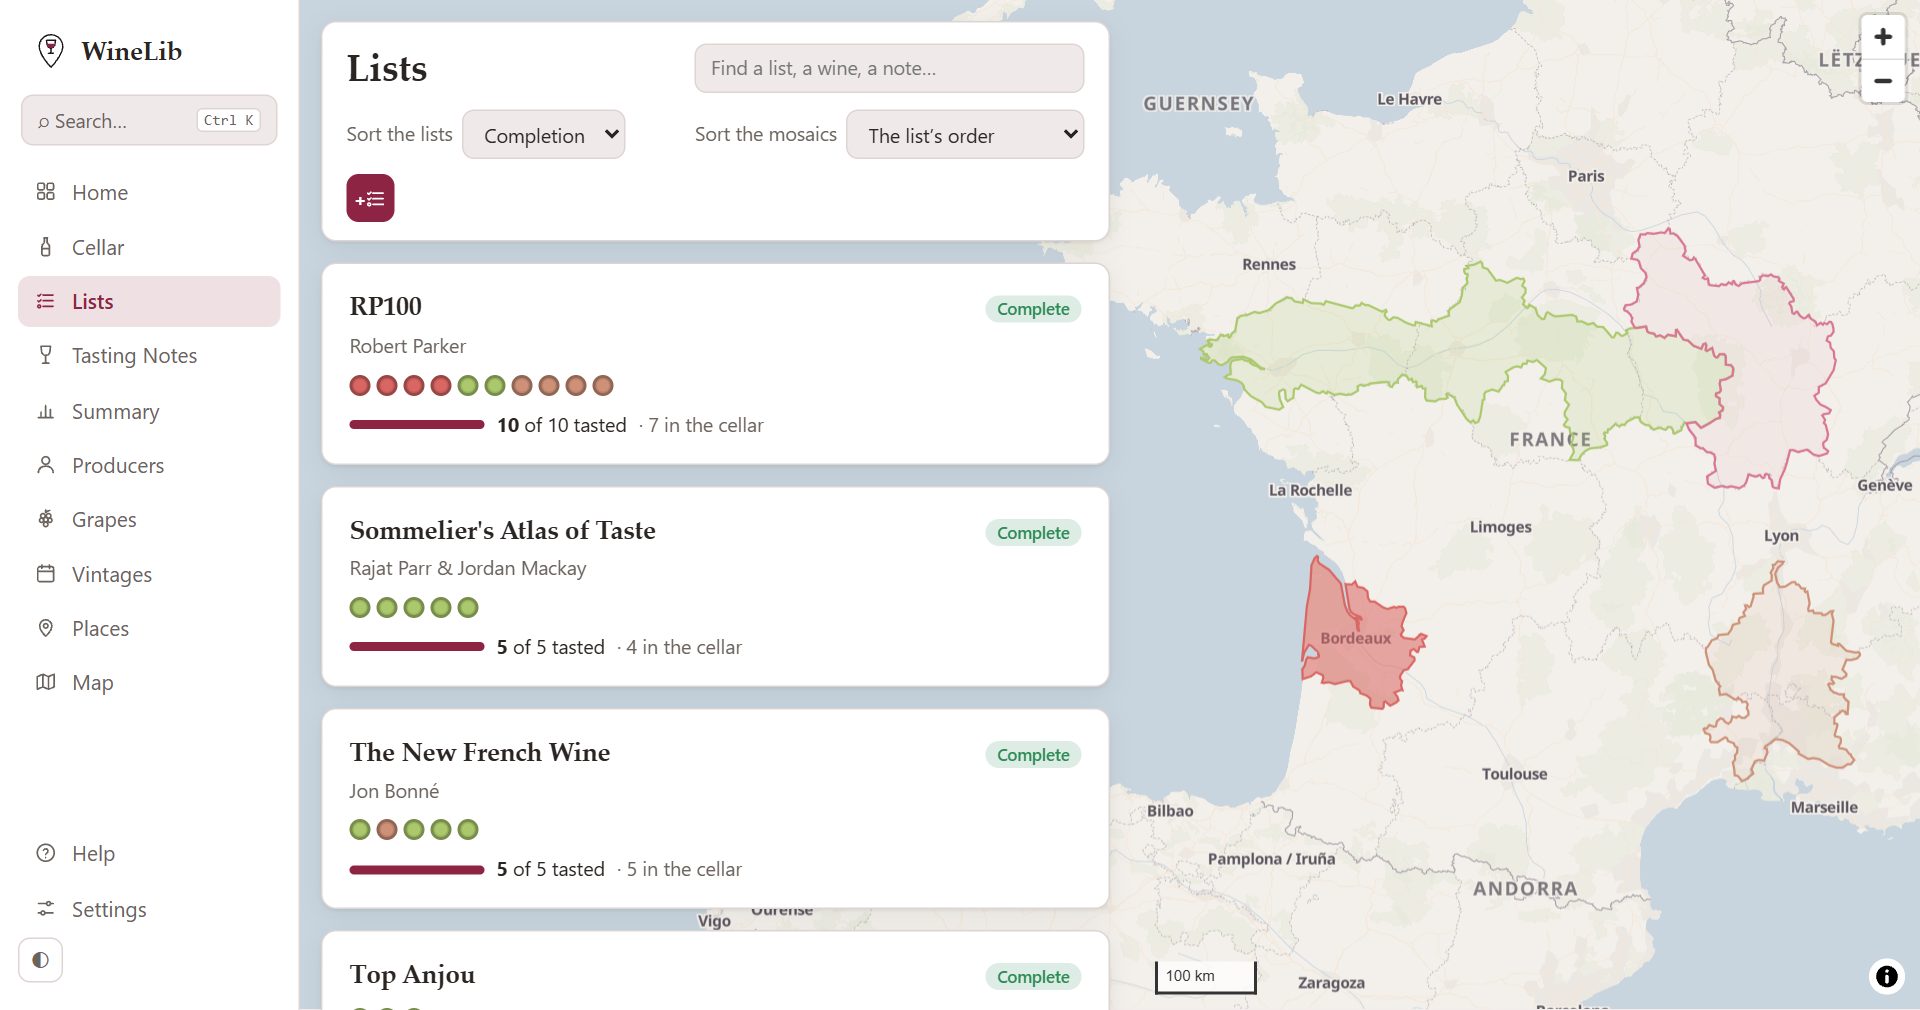 WineLib
Search...
Ctrl K
Home
Cellar
Lists
Tasting Notes
Summary
Producers
Grapes
Vintages
Places
Map
Help
Settings
Lists
Find a list, a wine, a note...
Sort the lists
Completion
Sort the mosaics
The list's order
RP100
Complete
Robert Parker
10 of 10 tasted · 7 in the cellar
Sommelier's Atlas of Taste
Complete
Rajat Parr & Jordan Mackay
5 of 5 tasted · 4 in the cellar
The New French Wine
Complete
Jon Bonné
5 of 5 tasted · 5 in the cellar
Top Anjou
Complete
GUERNSEY
Le Havre
Paris
Rennes
FRANCE
La Rochelle
Genève
Limoges
Lyon
Bordeaux
Toulouse
Marseille
Bilbao
Pamplona / Iruña
ANDORRA
Vigo
Ourense
Zaragoza
100 km